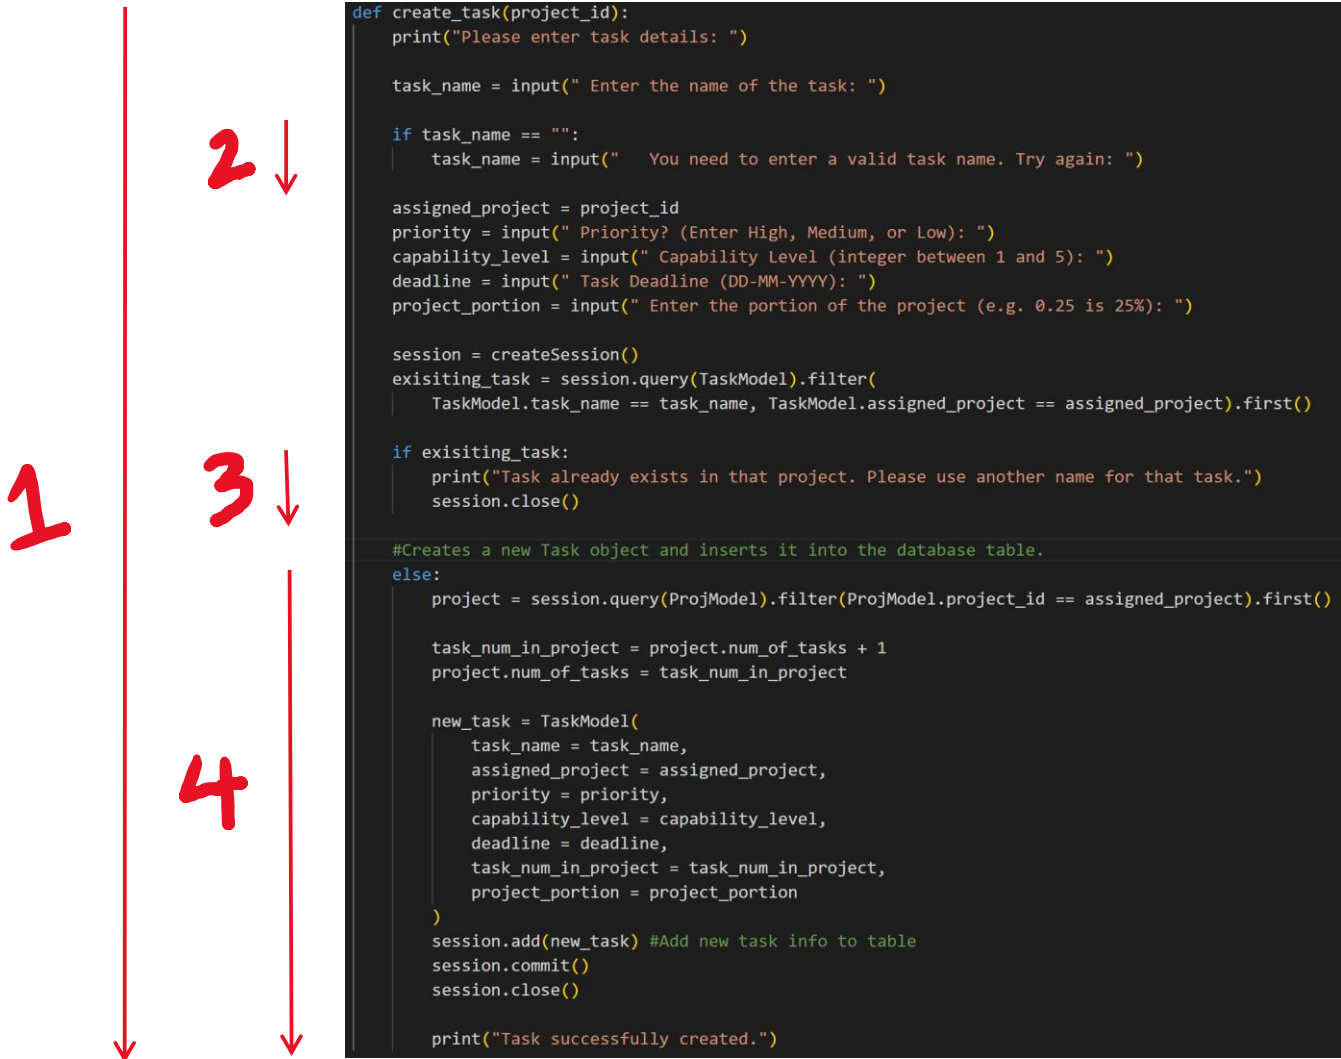 def create_task(project_id):
print("Please enter task details: ")
task_name = input(" Enter the name of the task: ")
2
if task_name == "":
task_name = input("   You need to enter a valid task name. Try again: ")
assigned_project = project_id
priority = input(" Priority? (Enter High, Medium, or Low): ")
capability_level = input(" Capability Level (integer between 1 and 5): ")
deadline = input(" Task Deadline (DD-MM-YYYY): ")
project_portion = input(" Enter the portion of the project (e.g. 0.25 is 25%): ")
session = createSession()
exisiting_task = session.query(TaskModel).filter(
TaskModel.task_name == task_name, TaskModel.assigned_project == assigned_project).first()
1
3
if exisiting_task:
print("Task already exists in that project. Please use another name for that task.")
session.close()
#Creates a new Task object and inserts it into the database table.
else:
project = session.query(ProjModel).filter(ProjModel.project_id == assigned_project).first()
task_num_in_project = project.num_of_tasks + 1
project.num_of_tasks = task_num_in_project
4
new_task = TaskModel(
task_name = task_name,
assigned_project = assigned_project,
priority = priority,
capability_level = capability_level,
deadline = deadline,
task_num_in_project = task_num_in_project,
project_portion = project_portion
)
session.add(new_task) #Add new task info to table
session.commit()
session.close()
print("Task successfully created.")